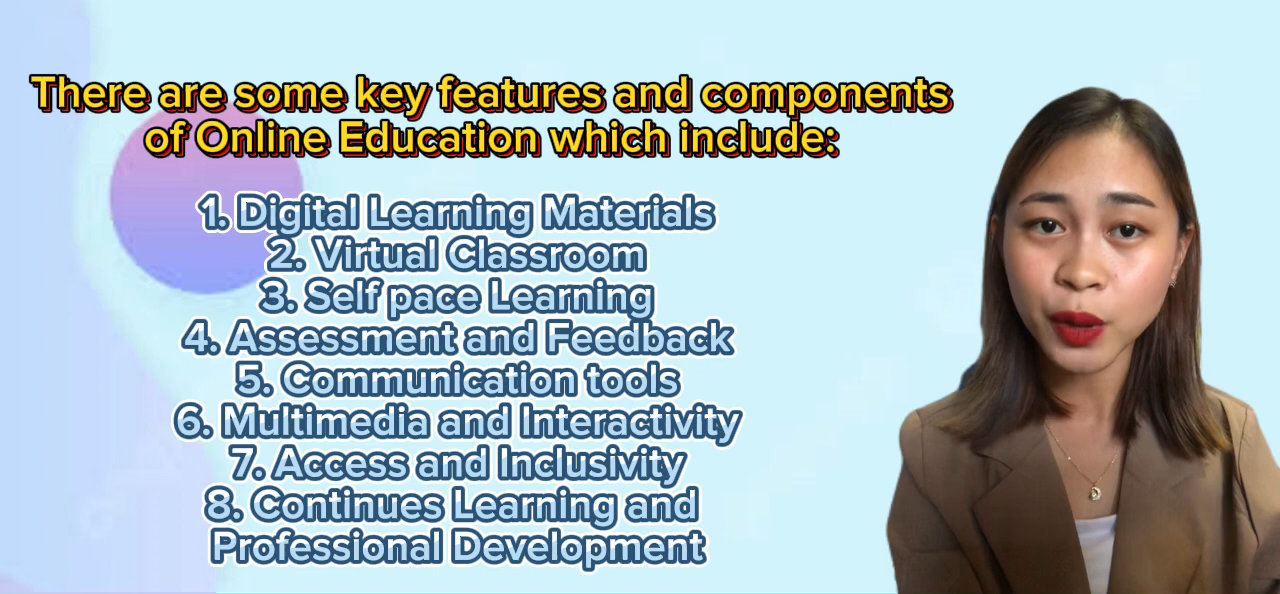 There are some key features and components
of Online Education which include:
1. Digital Learning Materials
2. Virtual Classroom
3. Self pace Learning
4. Assessment and Feedback
5. Communication tools
6. Multimedia and Interactivity
7. Access and Inclusivity
8. Continues Learning and
Professional Development